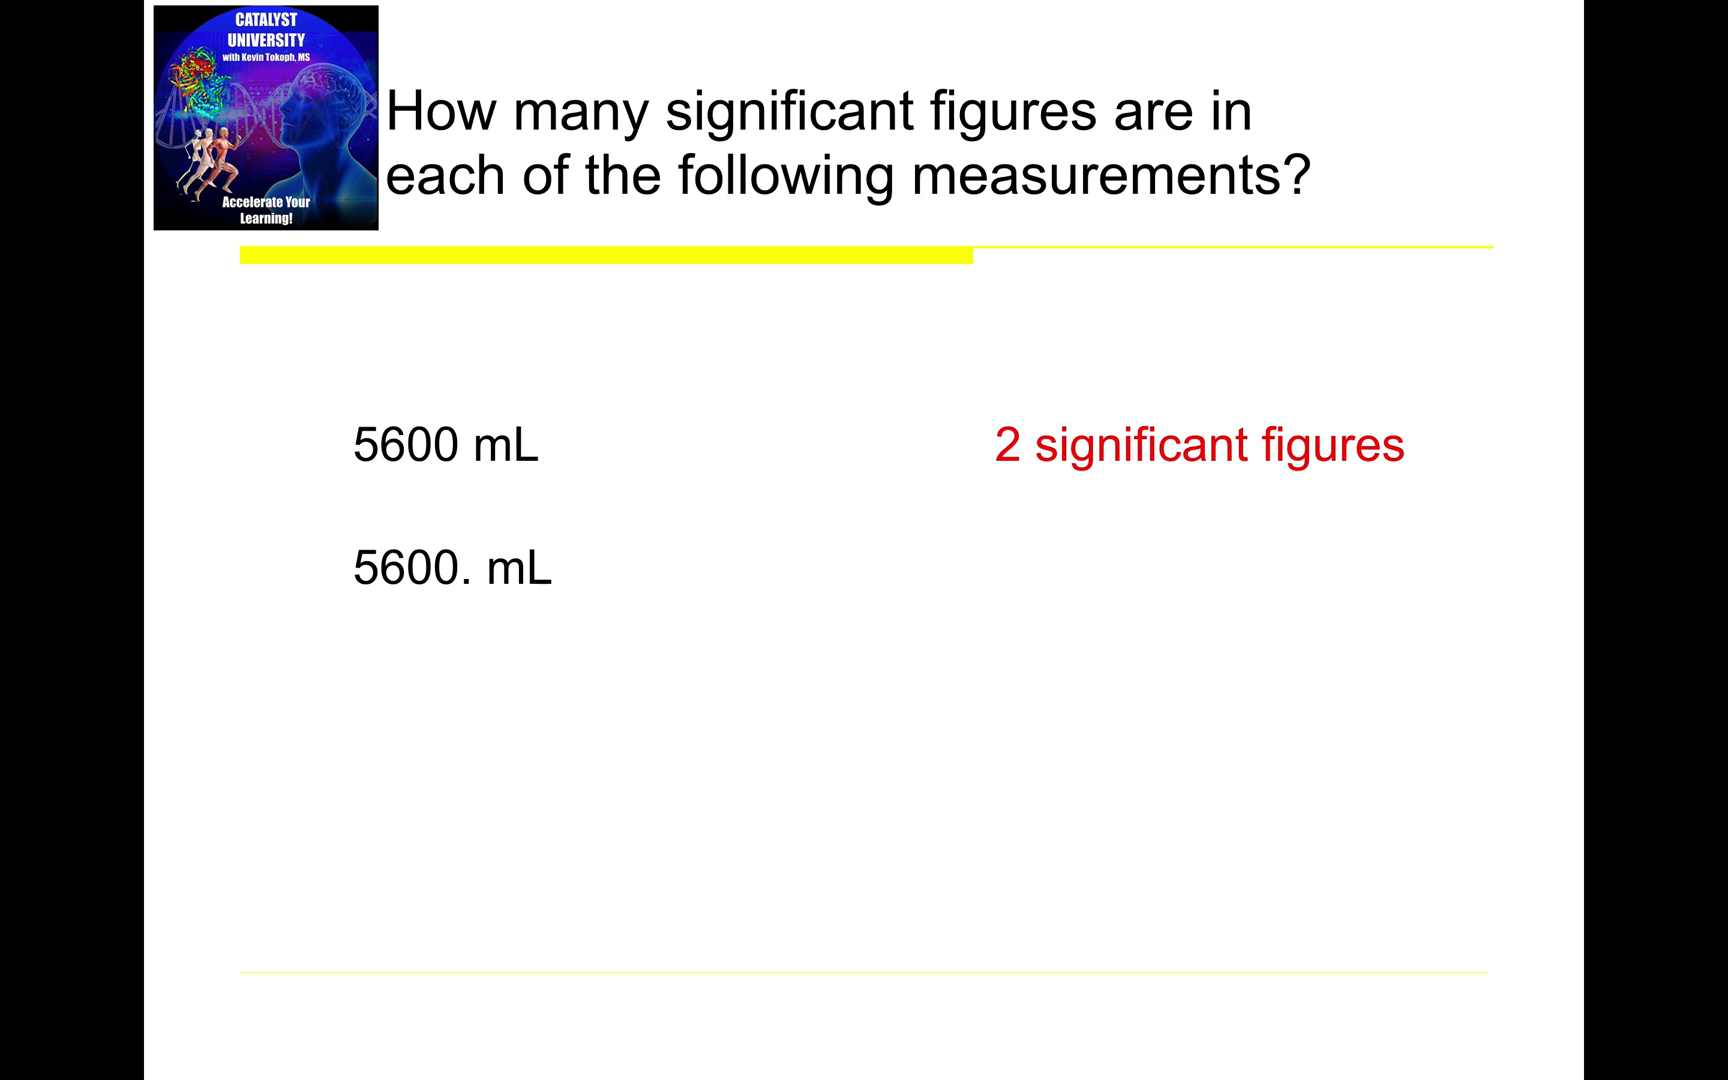 CATALYST
UNIVERSITY
with Kevin Tokoph, MS
Accelerate Your
Learning!
How many significant figures are in
each of the following measurements?
5600 mL
2 significant figures
5600. mL